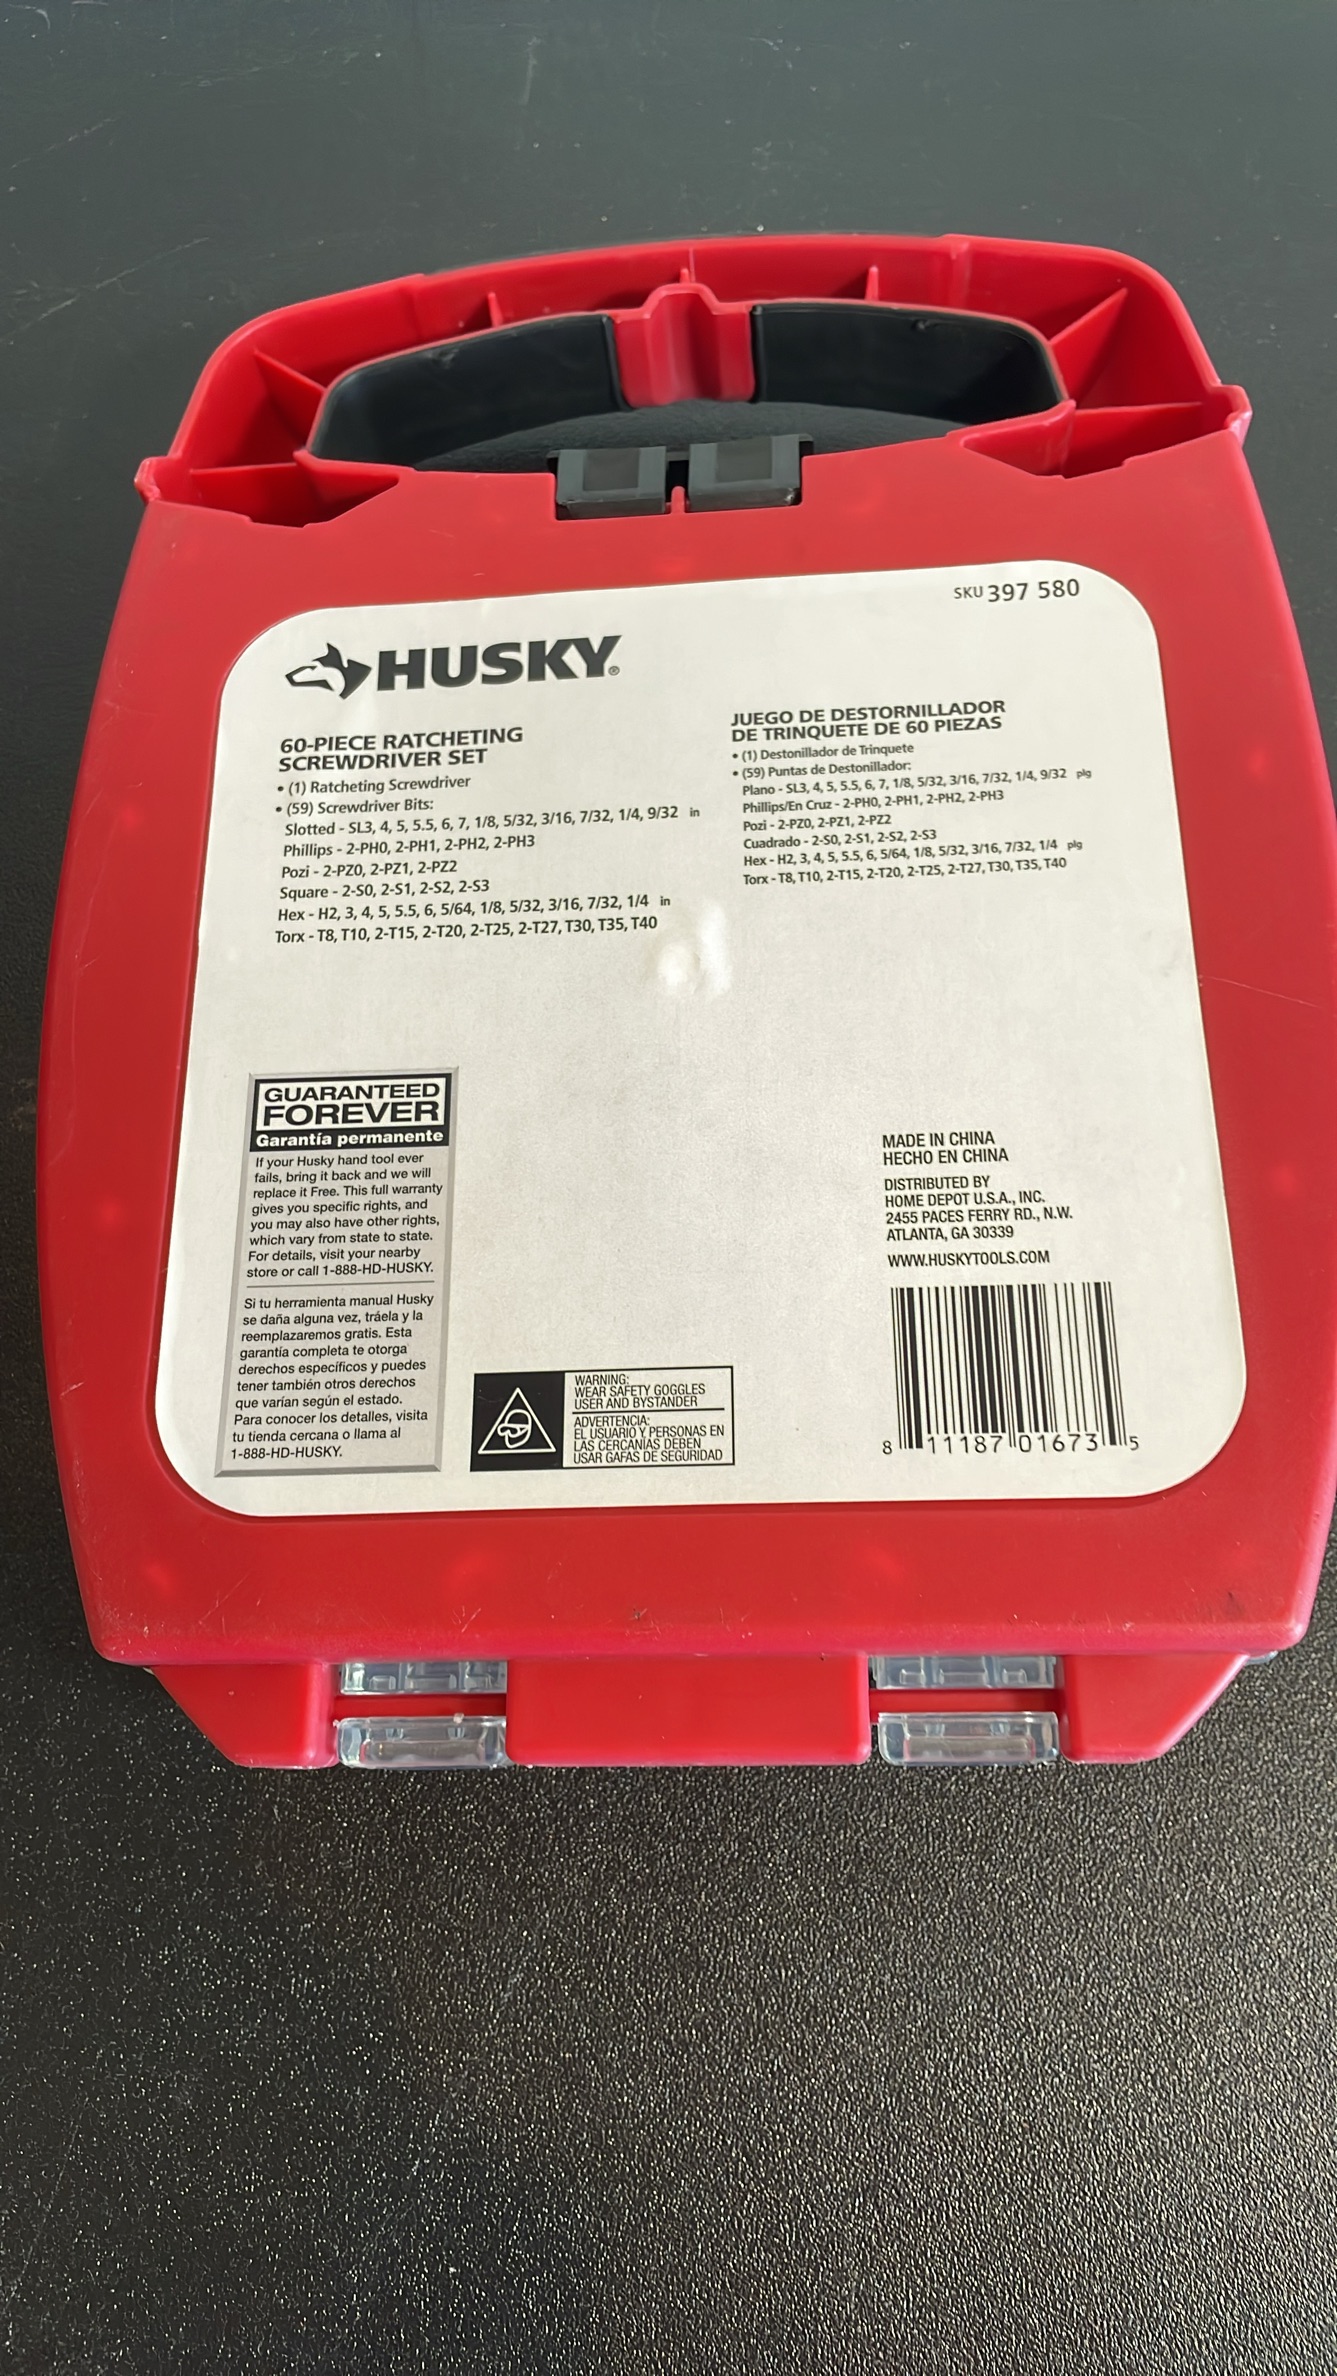 SKU 397 580
HUSKY®
60-PIECE RATCHETING
SCREWDRIVER SET
• (1) Ratcheting Screwdriver
• (59) Screwdriver Bits:
Slotted - SL3, 4, 5, 5.5, 6, 7, 1/8, 5/32, 3/16, 7/32, 1/4, 9/32 in
Phillips - 2-PH0, 2-PH1, 2-PH2, 2-PH3
Pozi - 2-PZ0, 2-PZ1, 2-PZ2
Square - 2-S0, 2-S1, 2-S2, 2-S3
Hex - H2, 3, 4, 5, 5.5, 6, 5/64, 1/8, 5/32, 3/16, 7/32, 1/4 in
Torx - T8, T10, 2-T15, 2-T20, 2-T25, 2-T27, T30, T35, T40
JUEGO DE DESTORNILLADOR
DE TRINQUETE DE 60 PIEZAS
• (1) Destonillador de Trinquete
• (59) Puntas de Destonillador:
Plano - SL3, 4, 5, 5.5, 6, 7, 1/8, 5/32, 3/16, 7/32, 1/4, 9/32 plg
Phillips/En Cruz - 2-PH0, 2-PH1, 2-PH2, 2-PH3
Pozi - 2-PZ0, 2-PZ1, 2-PZ2
Cuadrado - 2-S0, 2-S1, 2-S2, 2-S3
Hex - H2, 3, 4, 5, 5.5, 6, 5/64, 1/8, 5/32, 3/16, 7/32, 1/4 plg
Torx - T8, T10, 2-T15, 2-T20, 2-T25, 2-T27, T30, T35, T40
GUARANTEED
FOREVER
Garantía permanente
If your Husky hand tool ever
fails, bring it back and we will
replace it Free. This full warranty
gives you specific rights, and
you may also have other rights,
which vary from state to state.
For details, visit your nearby
store or call 1-888-HD-HUSKY.
Si tu herramienta manual Husky
se daña alguna vez, tráela y la
reemplazaremos gratis. Esta
garantía completa te otorga
derechos específicos y puedes
tener también otros derechos
que varían según el estado.
Para conocer los detalles, visita
tu tienda cercana o llama al
1-888-HD-HUSKY.
WARNING:
WEAR SAFETY GOGGLES
USER AND BYSTANDER
ADVERTENCIA:
EL USUARIO Y PERSONAS EN
LAS CERCANÍAS DEBEN
USAR GAFAS DE SEGURIDAD
MADE IN CHINA
HECHO EN CHINA
DISTRIBUTED BY
HOME DEPOT U.S.A., INC.
2455 PACES FERRY RD., N.W.
ATLANTA, GA 30339
WWW.HUSKYTOOLS.COM
8 11187 01673 5